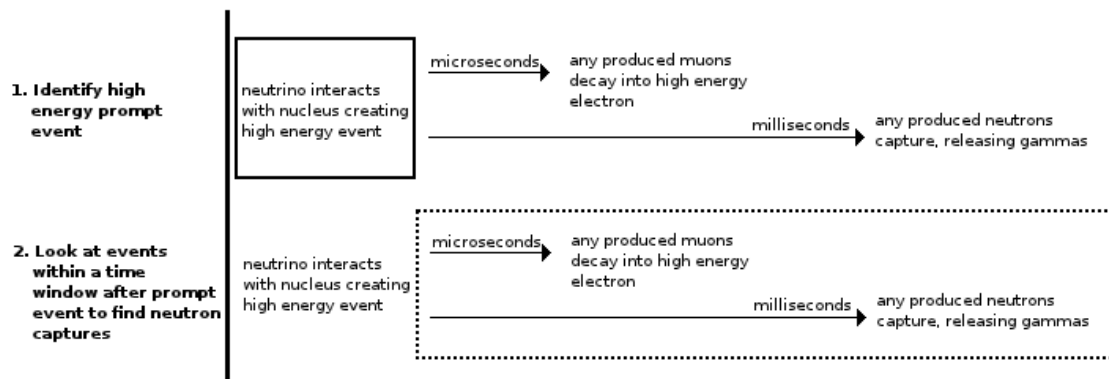 1. Identify high
energy prompt
event
neutrino interacts
with nucleus creating
high energy event
microseconds
any produced muons
decay into high energy
electron
milliseconds
any produced neutrons
capture, releasing gammas
2. Look at events
within a time
window after prompt
event to find neutron
captures
neutrino interacts
with nucleus creating
high energy event
microseconds
any produced muons
decay into high energy
electron
milliseconds
any produced neutrons
capture, releasing gammas